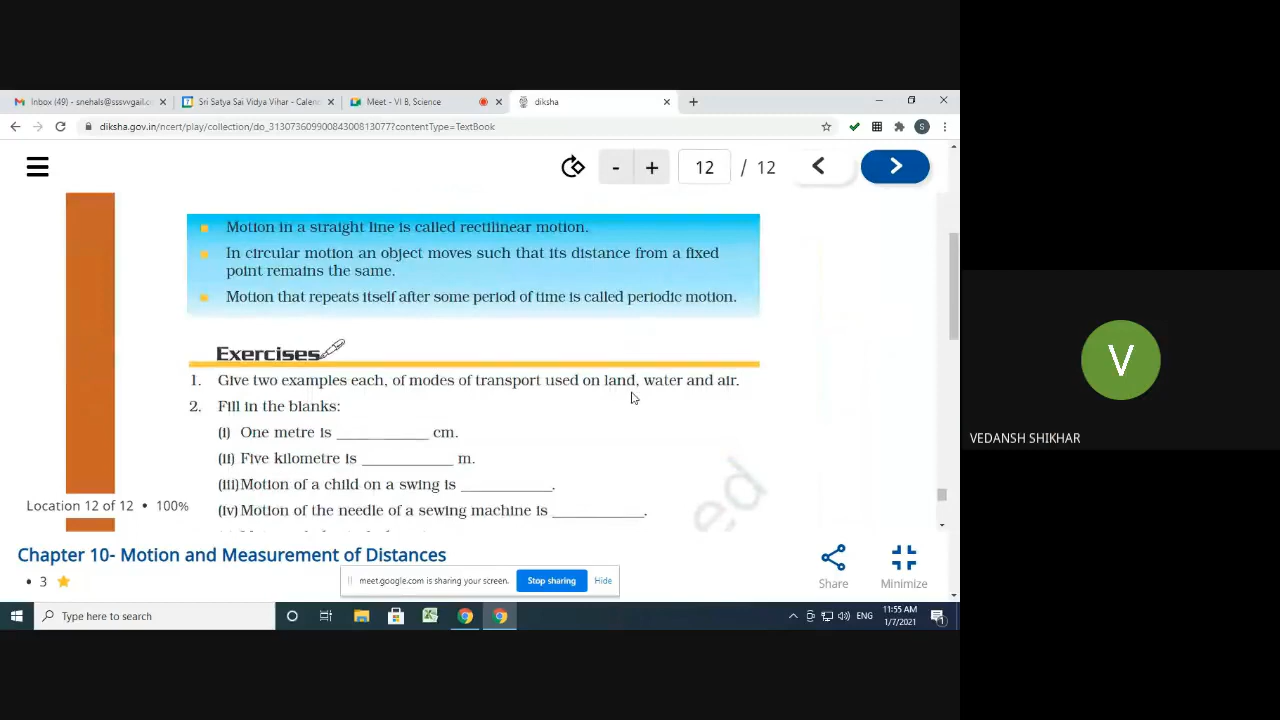 Inbox (49) - snehals@sssvvgail.c
Sri Satya Sai Vidya Vihar - Calen
Meet - VI B, Science
diksha
diksha.gov.in/ncert/play/collection/do_31307360990084300813077?contentType=TextBook
S
- + 12 / 12
Motion in a straight line is called rectilinear motion.
In circular motion an object moves such that its distance from a fixed
point remains the same.
Motion that repeats itself after some period of time is called periodic motion.
Exercises
1. Give two examples each, of modes of transport used on land, water and air.
2. Fill in the blanks:
(i) One metre is ____________ cm.
(ii) Five kilometre is ____________ m.
(iii) Motion of a child on a swing is ____________.
(iv) Motion of the needle of a sewing machine is ____________.
ed
Location 12 of 12 • 100%
Chapter 10- Motion and Measurement of Distances
• 3
Share
Minimize
meet.google.com is sharing your screen.
Stop sharing
Hide
Type here to search
ENG
11:55 AM
1/7/2021
1
V
VEDANSH SHIKHAR